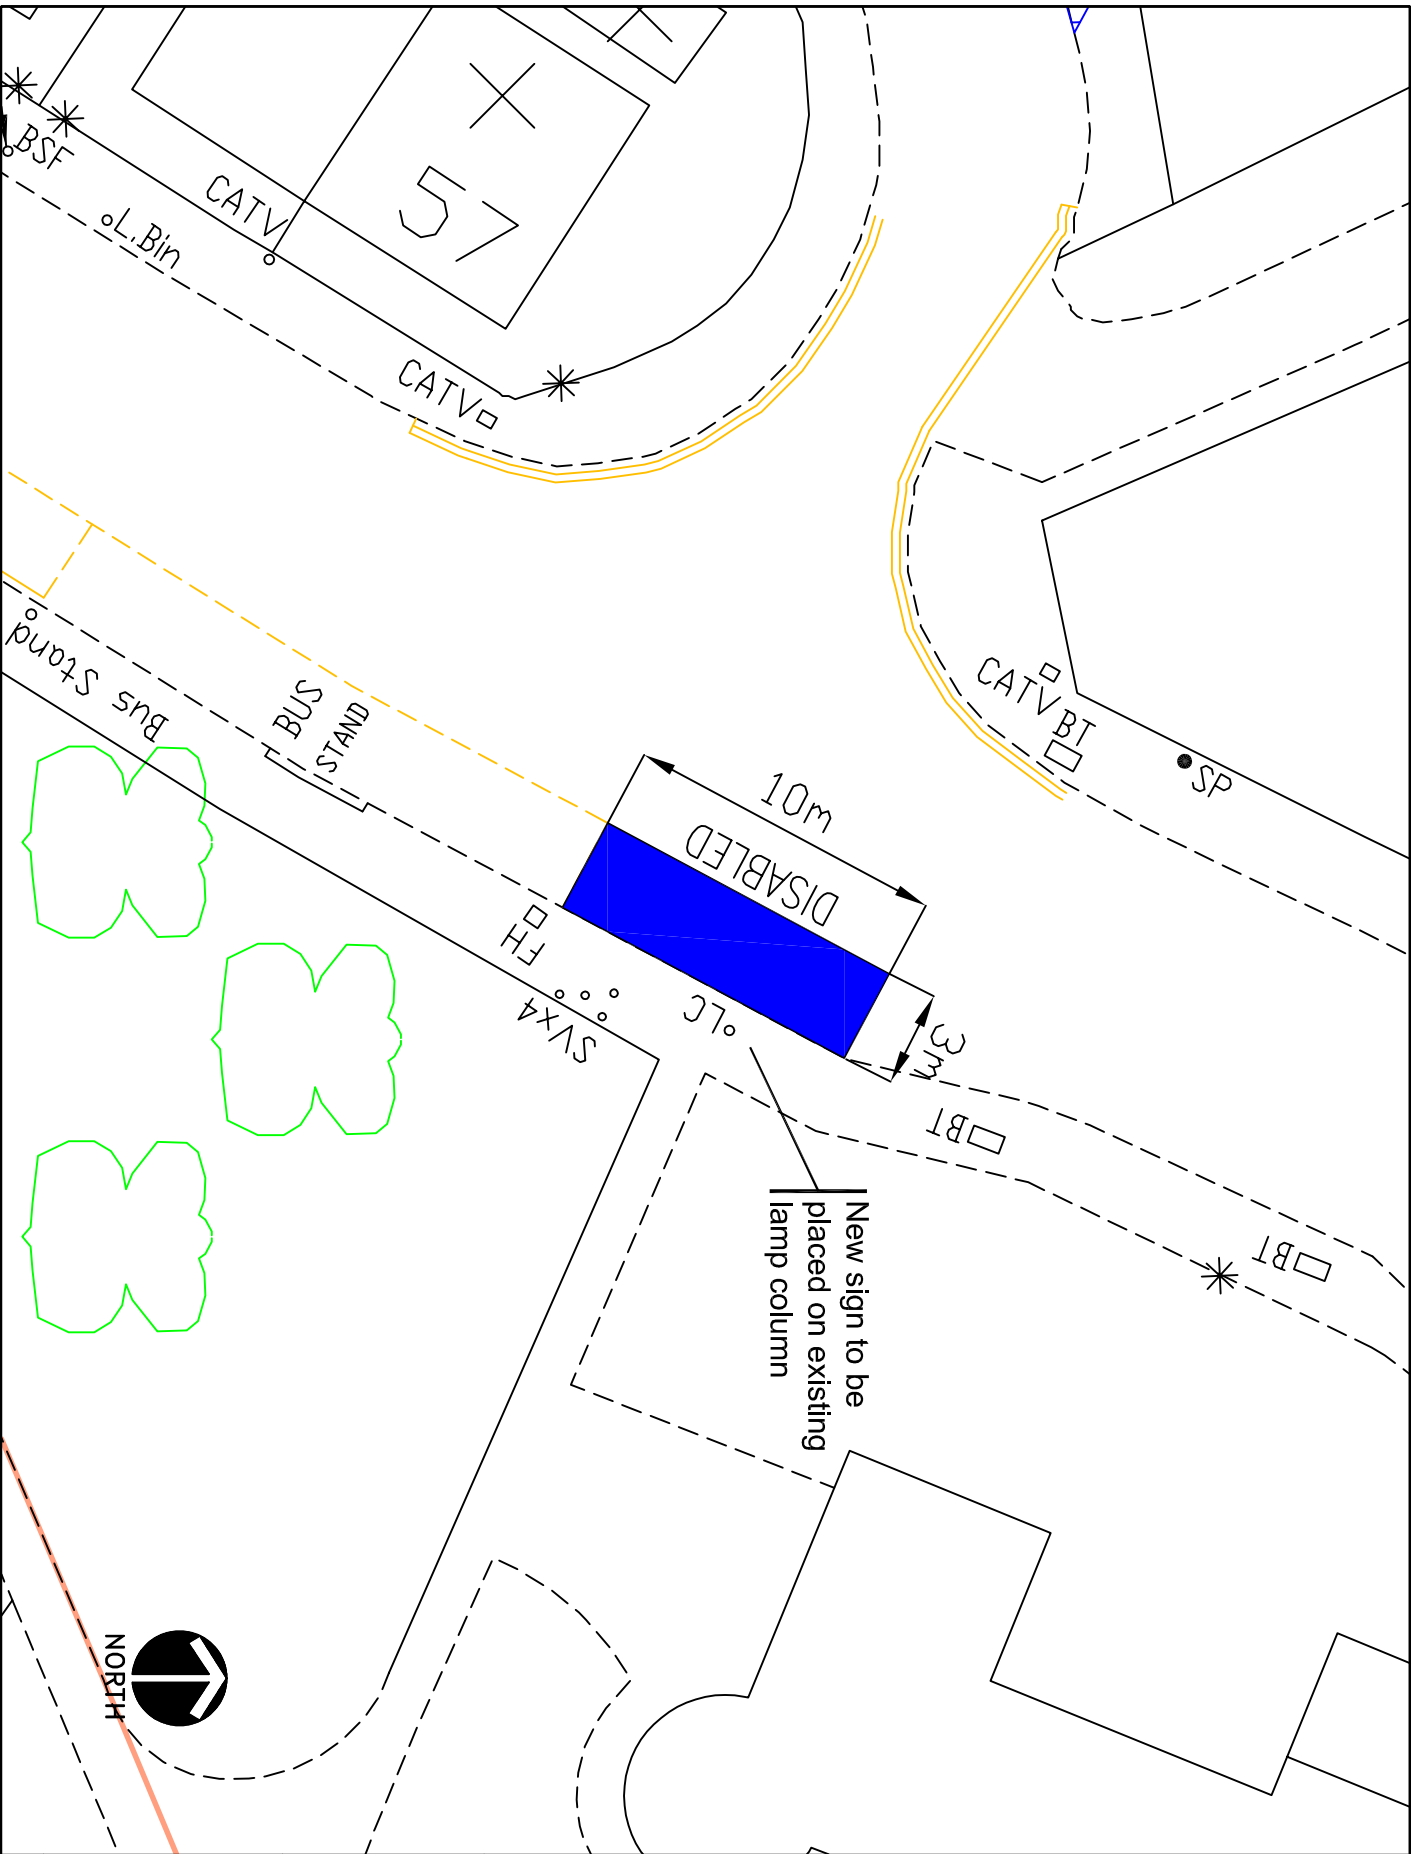 57
BSF
CATV
L.Bin
CATV
Bus Stand
BUS
STAND
10m
DISABLED
3m
FH
SVx4
LC
CATV
BT
SP
BT
BT
New sign to be
placed on existing
lamp column
NORTH